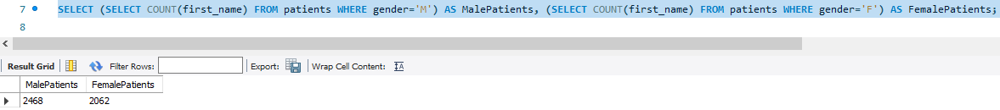 7 SELECT (SELECT COUNT(first_name) FROM patients WHERE gender='M') AS MalePatients, (SELECT COUNT(first_name) FROM patients WHERE gender='F') AS FemalePatients;
8
Result Grid Filter Rows: Export: Wrap Cell Content:
MalePatients FemalePatients
2468 2062